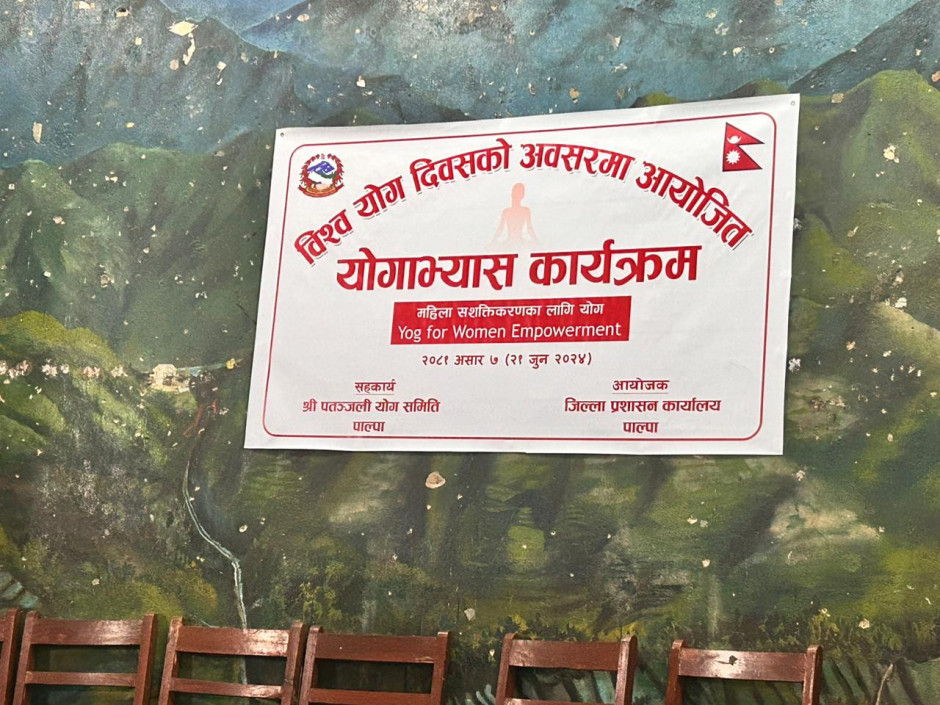 विश्व योग दिवसको अवसरमा आयोजित
योगाभ्यास कार्यक्रम
महिला सशक्तिकरणका लागि योग
Yog for Women Empowerment
२०८१ असार ७ (२१ जुन २०२४)
सहकार्य
श्री पतञ्जली योग समिति
पाल्पा
आयोजक
जिल्ला प्रशासन कार्यालय
पाल्पा